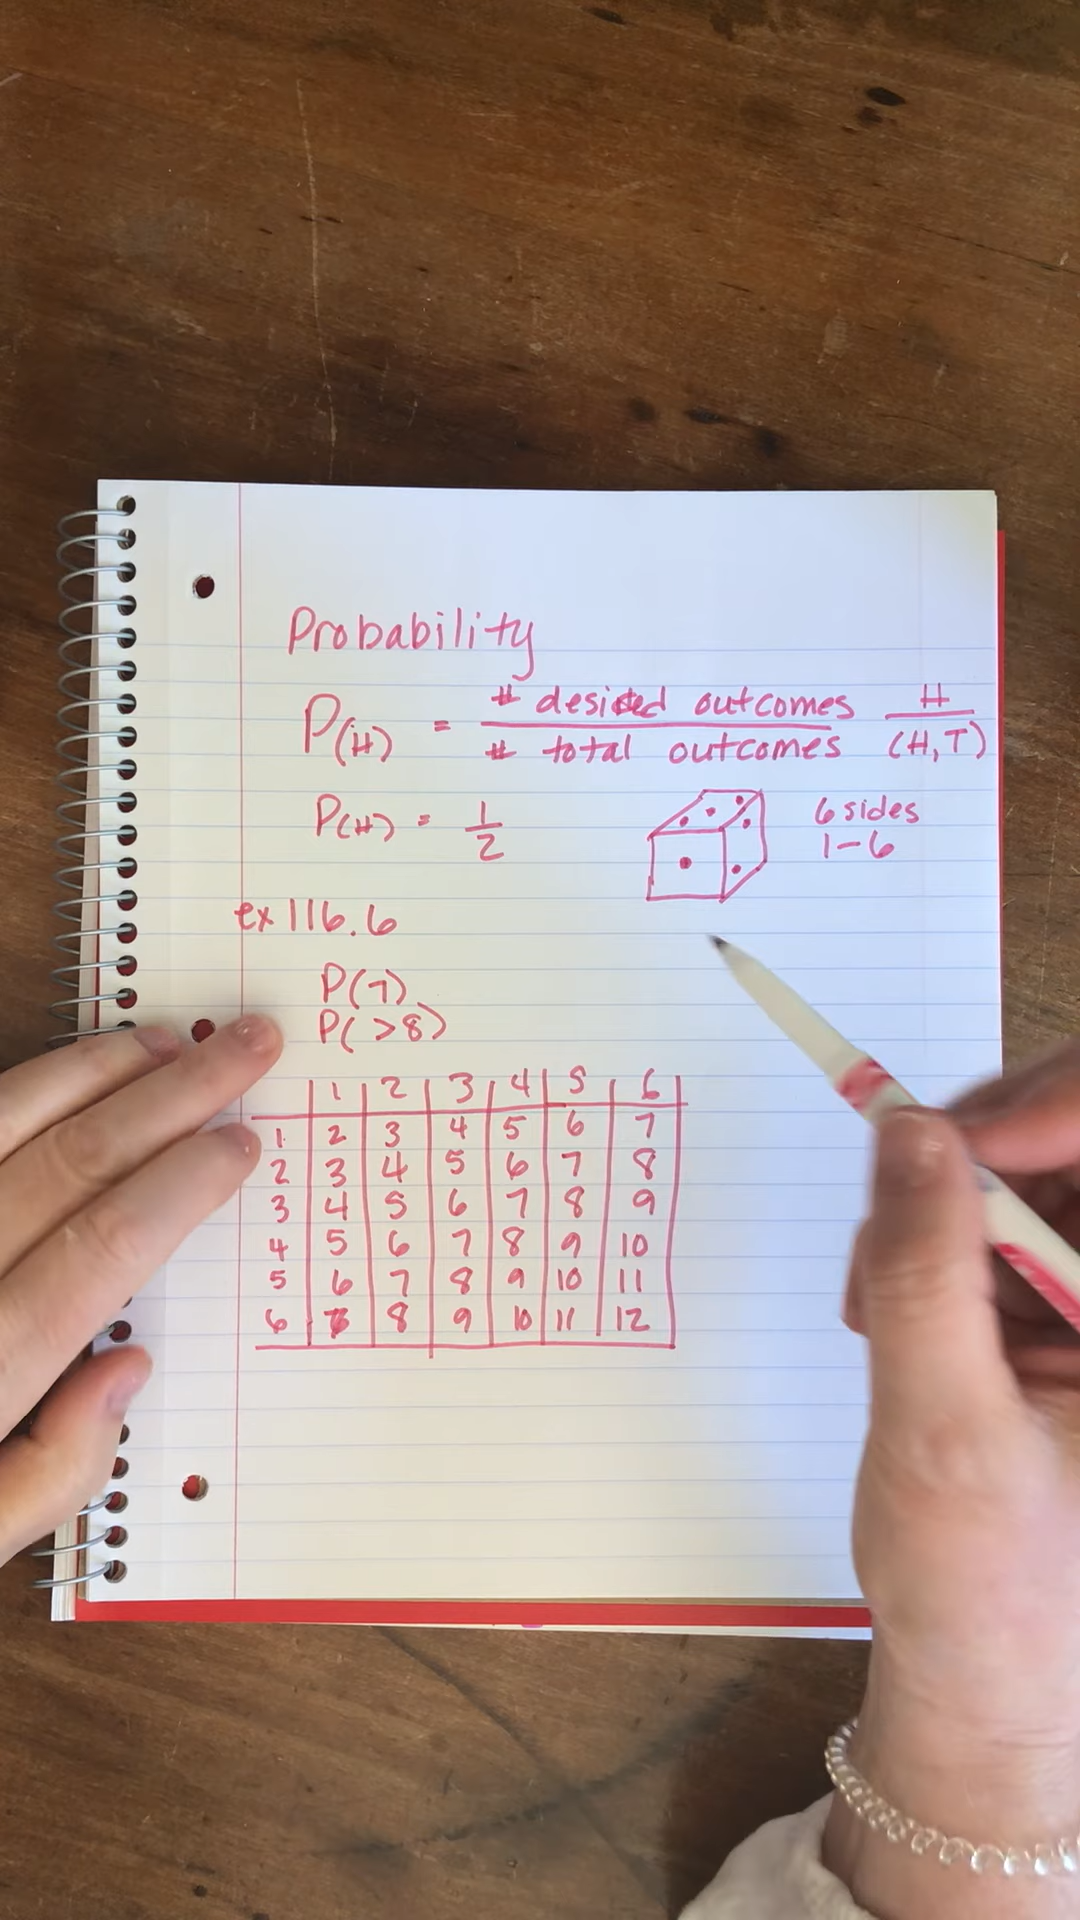 Probability
P(H) = # desired outcomes / # total outcomes H / (H,T)
P(H) = 1/2
6 sides
1-6
ex 116.6
P(7)
P(>8)
1 2 3 4 5 6
1 2 3 4 5 6 7
2 3 4 5 6 7 8
3 4 5 6 7 8 9
4 5 6 7 8 9 10
5 6 7 8 9 10 11
6 7 8 9 10 11 12